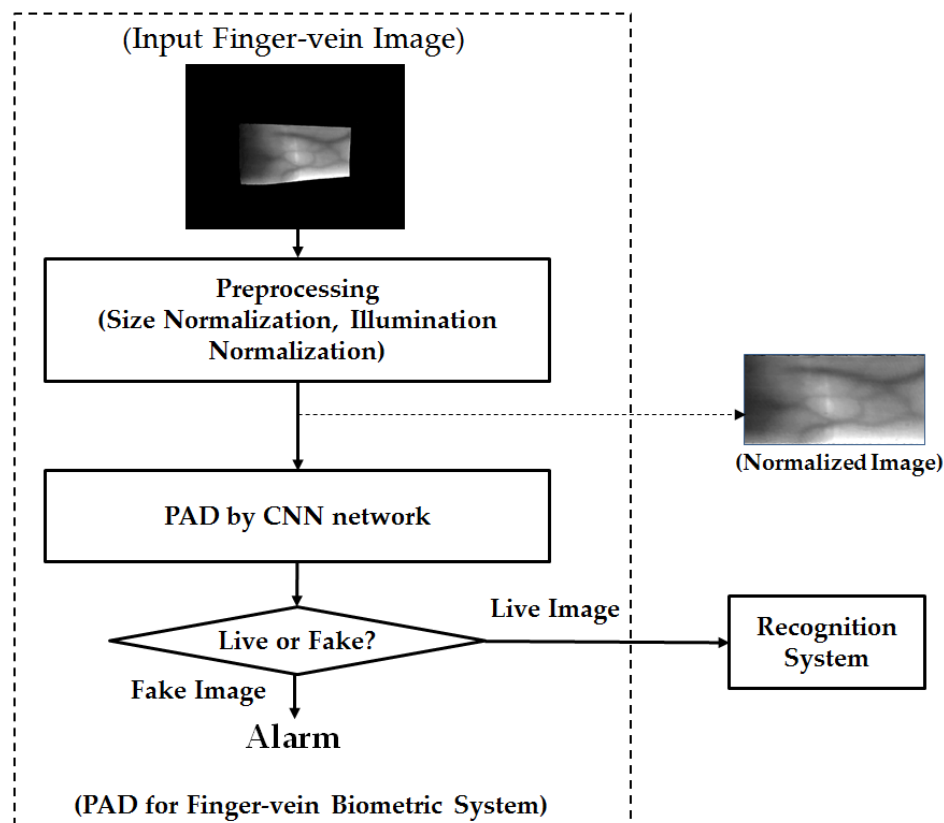 (Input Finger-vein Image)
Preprocessing
(Size Normalization, Illumination
Normalization)
(Normalized Image)
PAD by CNN network
Live or Fake?
Live Image
Recognition
System
Fake Image
Alarm
(PAD for Finger-vein Biometric System)